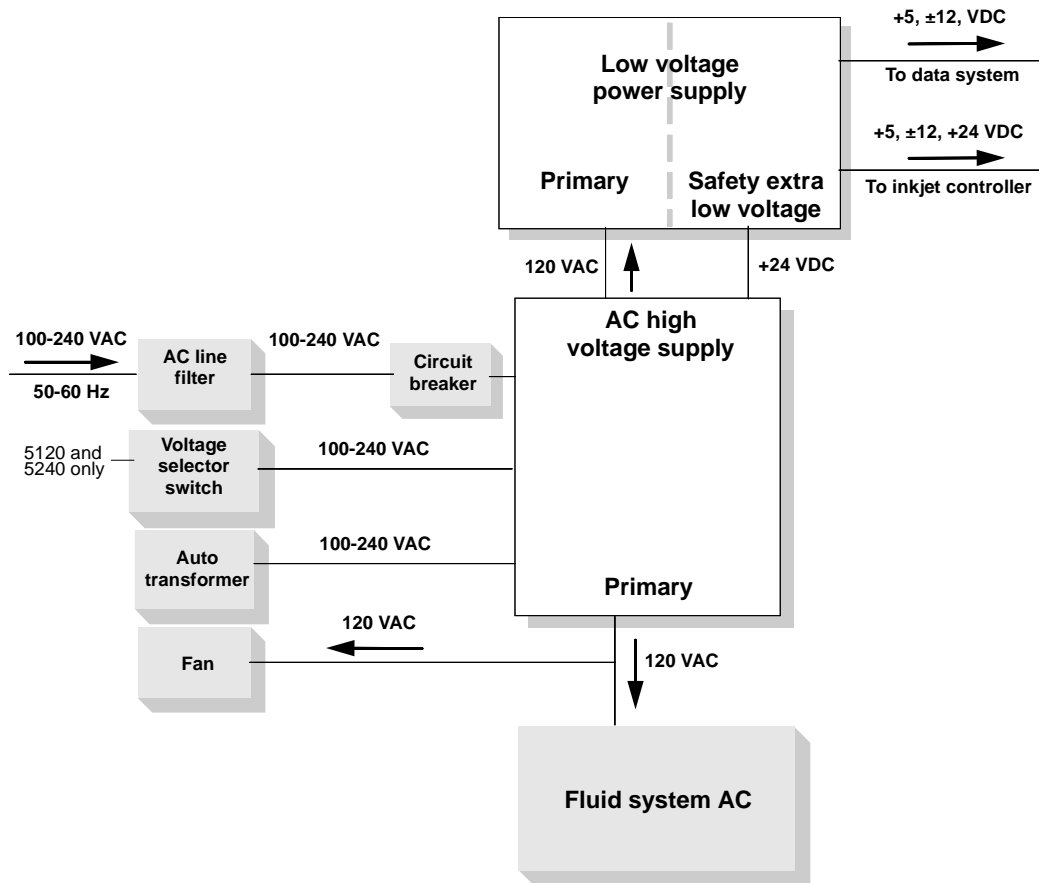 +5, ±12, VDC
To data system
Low voltage
power supply
+5, ±12, +24 VDC
To inkjet controller
Primary
Safety extra
low voltage
120 VAC
+24 VDC
100-240 VAC
50-60 Hz
AC line
filter
100-240 VAC
Circuit
breaker
AC high
voltage supply
5120 and
5240 only
Voltage
selector
switch
100-240 VAC
Auto
transformer
100-240 VAC
Primary
Fan
120 VAC
120 VAC
Fluid system AC